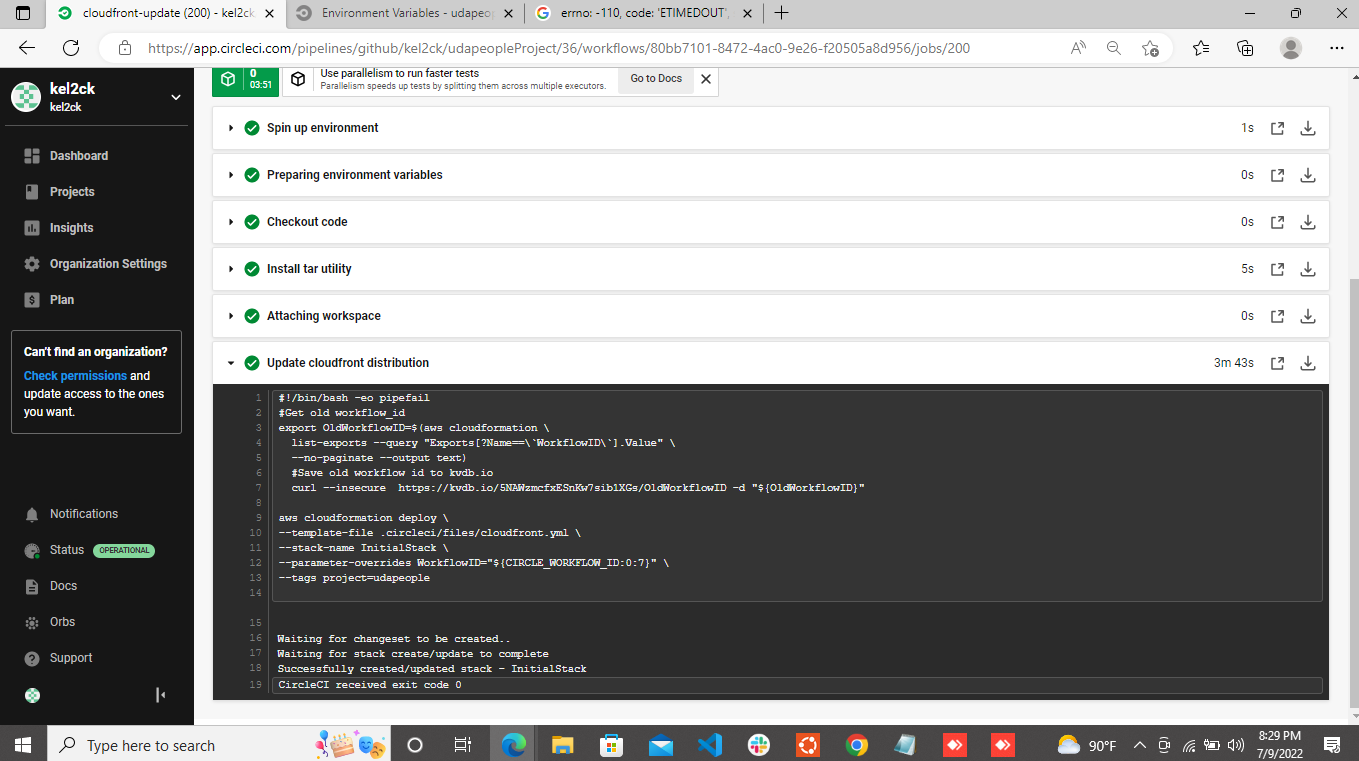 cloudfront-update (200) - kel2ck
Environment Variables - udapeop
errno: -110, code: 'ETIMEDOUT',
https://app.circleci.com/pipelines/github/kel2ck/udapeopleProject/36/workflows/80bb7101-8472-4ac0-9e26-f20505a8d956/jobs/200
kel2ck
kel2ck
Dashboard
Projects
Insights
Organization Settings
Plan
Can't find an organization?
Check permissions and
update access to the ones
you want.
Notifications
Status OPERATIONAL
Docs
Orbs
Support
0
03:51
Use parallelism to run faster tests
Parallelism speeds up tests by splitting them across multiple executors.
Go to Docs
Spin up environment 1s
Preparing environment variables 0s
Checkout code 0s
Install tar utility 5s
Attaching workspace 0s
Update cloudfront distribution 3m 43s
1 #!/bin/bash -eo pipefail
2 #Get old workflow_id
3 export OldWorkflowID=$(aws cloudformation \
4 list-exports --query "Exports[?Name==\`WorkflowID\`].Value" \
5 --no-paginate --output text)
6 #Save old workflow id to kvdb.io
7 curl --insecure https://kvdb.io/5NAWzmcfxESnKw7sib1XGs/OldWorkflowID -d "${OldWorkflowID}"
8
9 aws cloudformation deploy \
10 --template-file .circleci/files/cloudfront.yml \
11 --stack-name InitialStack \
12 --parameter-overrides WorkflowID="${CIRCLE_WORKFLOW_ID:0:7}" \
13 --tags project=udapeople
14
15
16 Waiting for changeset to be created..
17 Waiting for stack create/update to complete
18 Successfully created/updated stack - InitialStack
19 CircleCI received exit code 0
Type here to search
90°F
8:29 PM
7/9/2022